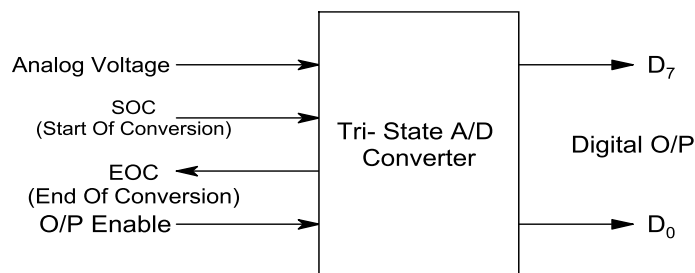 Analog Voltage
SOC
(Start Of Conversion)
EOC
(End Of Conversion)
O/P Enable
Tri- State A/D
Converter
D₇
Digital O/P
D₀